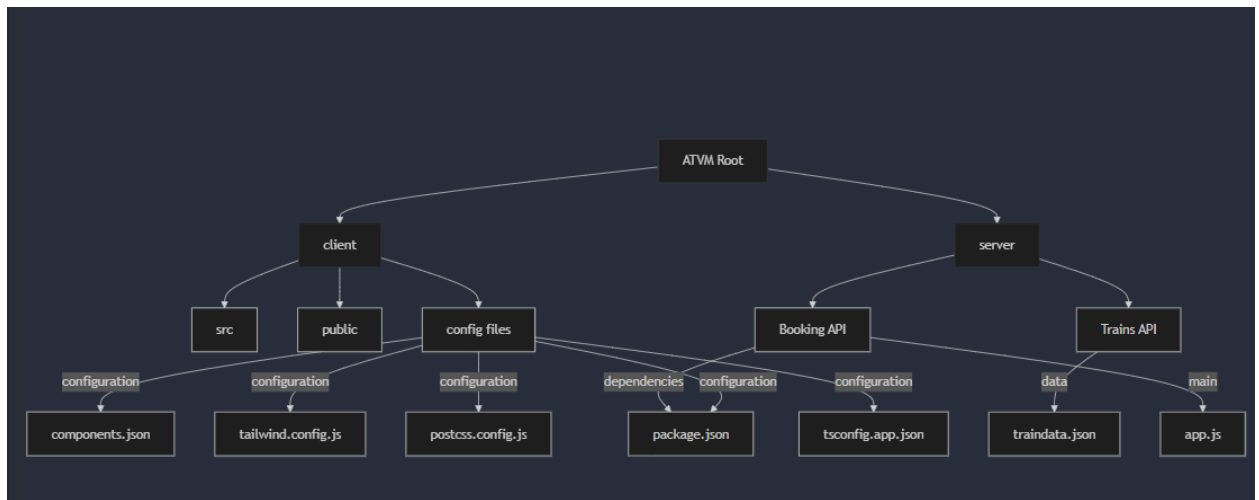 ATVM Root
client
server
src
public
config files
Booking API
Trains API
configuration
configuration
configuration
dependencies
configuration
configuration
data
main
components.json
tailwind.config.js
postcss.config.js
package.json
tsconfig.app.json
traindata.json
app.js